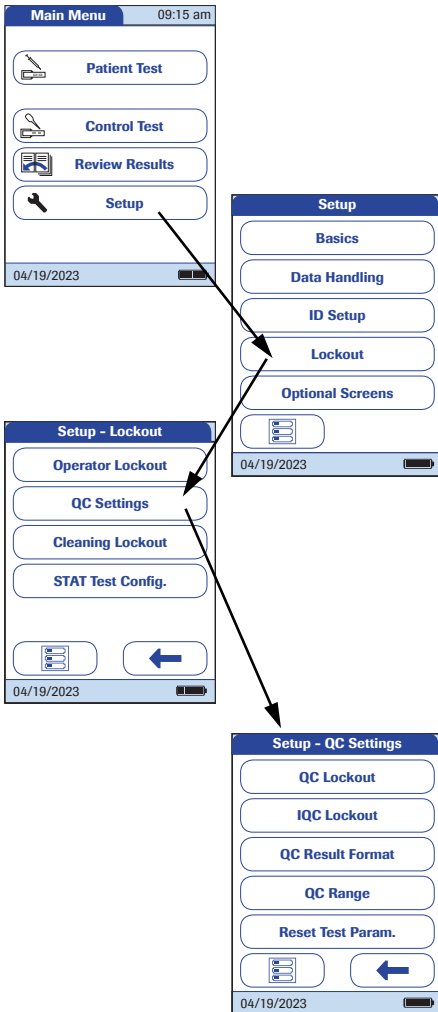 Main Menu 09:15 am
Patient Test
Control Test
Review Results
Setup
04/19/2023
Setup
Basics
Data Handling
ID Setup
Lockout
Optional Screens
04/19/2023
Setup - Lockout
Operator Lockout
QC Settings
Cleaning Lockout
STAT Test Config.
04/19/2023
Setup - QC Settings
QC Lockout
IQC Lockout
QC Result Format
QC Range
Reset Test Param.
04/19/2023